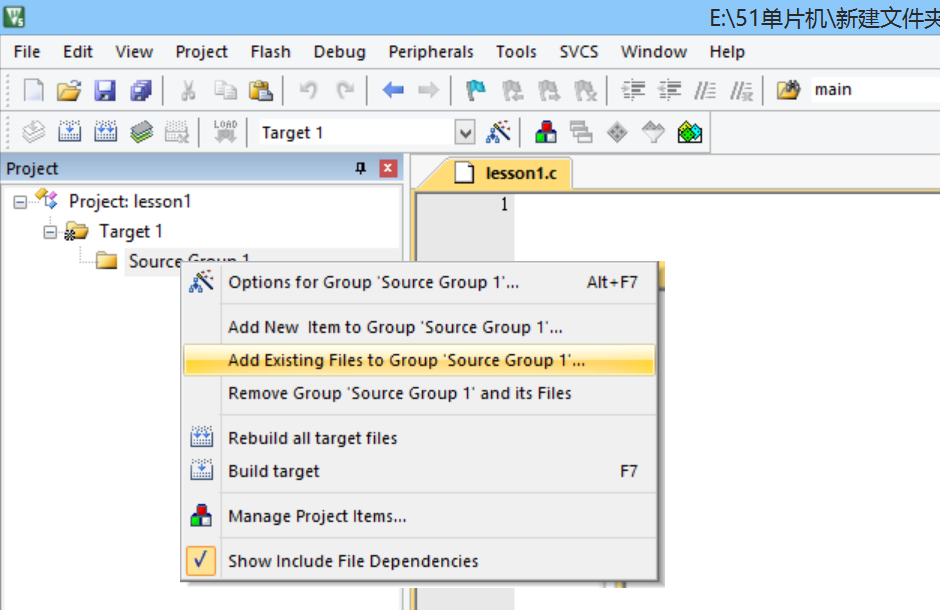 E:\51单片机\新建文件夹
File Edit View Project Flash Debug Peripherals Tools SVCS Window Help
main
LOAD Target 1
Project
lesson1.c
Project: lesson1
1
Target 1
Source Group 1
Options for Group 'Source Group 1'... Alt+F7
Add New Item to Group 'Source Group 1'...
Add Existing Files to Group 'Source Group 1'...
Remove Group 'Source Group 1' and its Files
Rebuild all target files
Build target F7
Manage Project Items...
Show Include File Dependencies